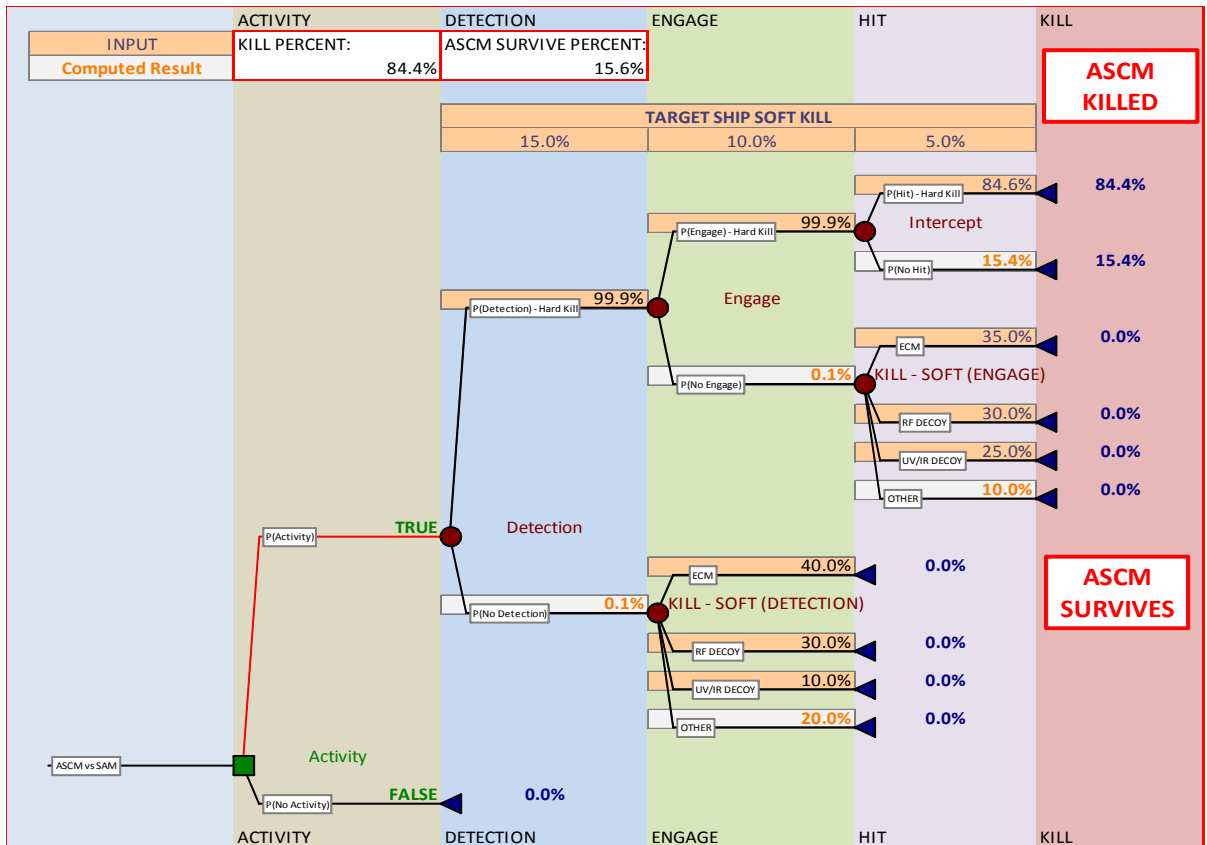 ACTIVITY DETECTION ENGAGE HIT KILL
INPUT KILL PERCENT: ASCM SURVIVE PERCENT:
Computed Result 84.4% 15.6%
ASCM
KILLED
TARGET SHIP SOFT KILL
15.0% 10.0% 5.0%
P(Hit) - Hard Kill 84.6% 84.4%
P(Engage) - Hard Kill 99.9% Intercept
P(No Hit) 15.4% 15.4%
P(Detection) - Hard Kill 99.9% Engage
ECM 35.0% 0.0%
P(No Engage) 0.1% KILL - SOFT (ENGAGE)
RF DECOY 30.0% 0.0%
UV/IR DECOY 25.0% 0.0%
OTHER 10.0% 0.0%
P(Activity) TRUE Detection
ECM 40.0% 0.0%
ASCM
SURVIVES
P(No Detection) 0.1% KILL - SOFT (DETECTION)
RF DECOY 30.0% 0.0%
UV/IR DECOY 10.0% 0.0%
OTHER 20.0% 0.0%
ASCM vs SAM Activity
P(No Activity) FALSE 0.0%
ACTIVITY DETECTION ENGAGE HIT KILL